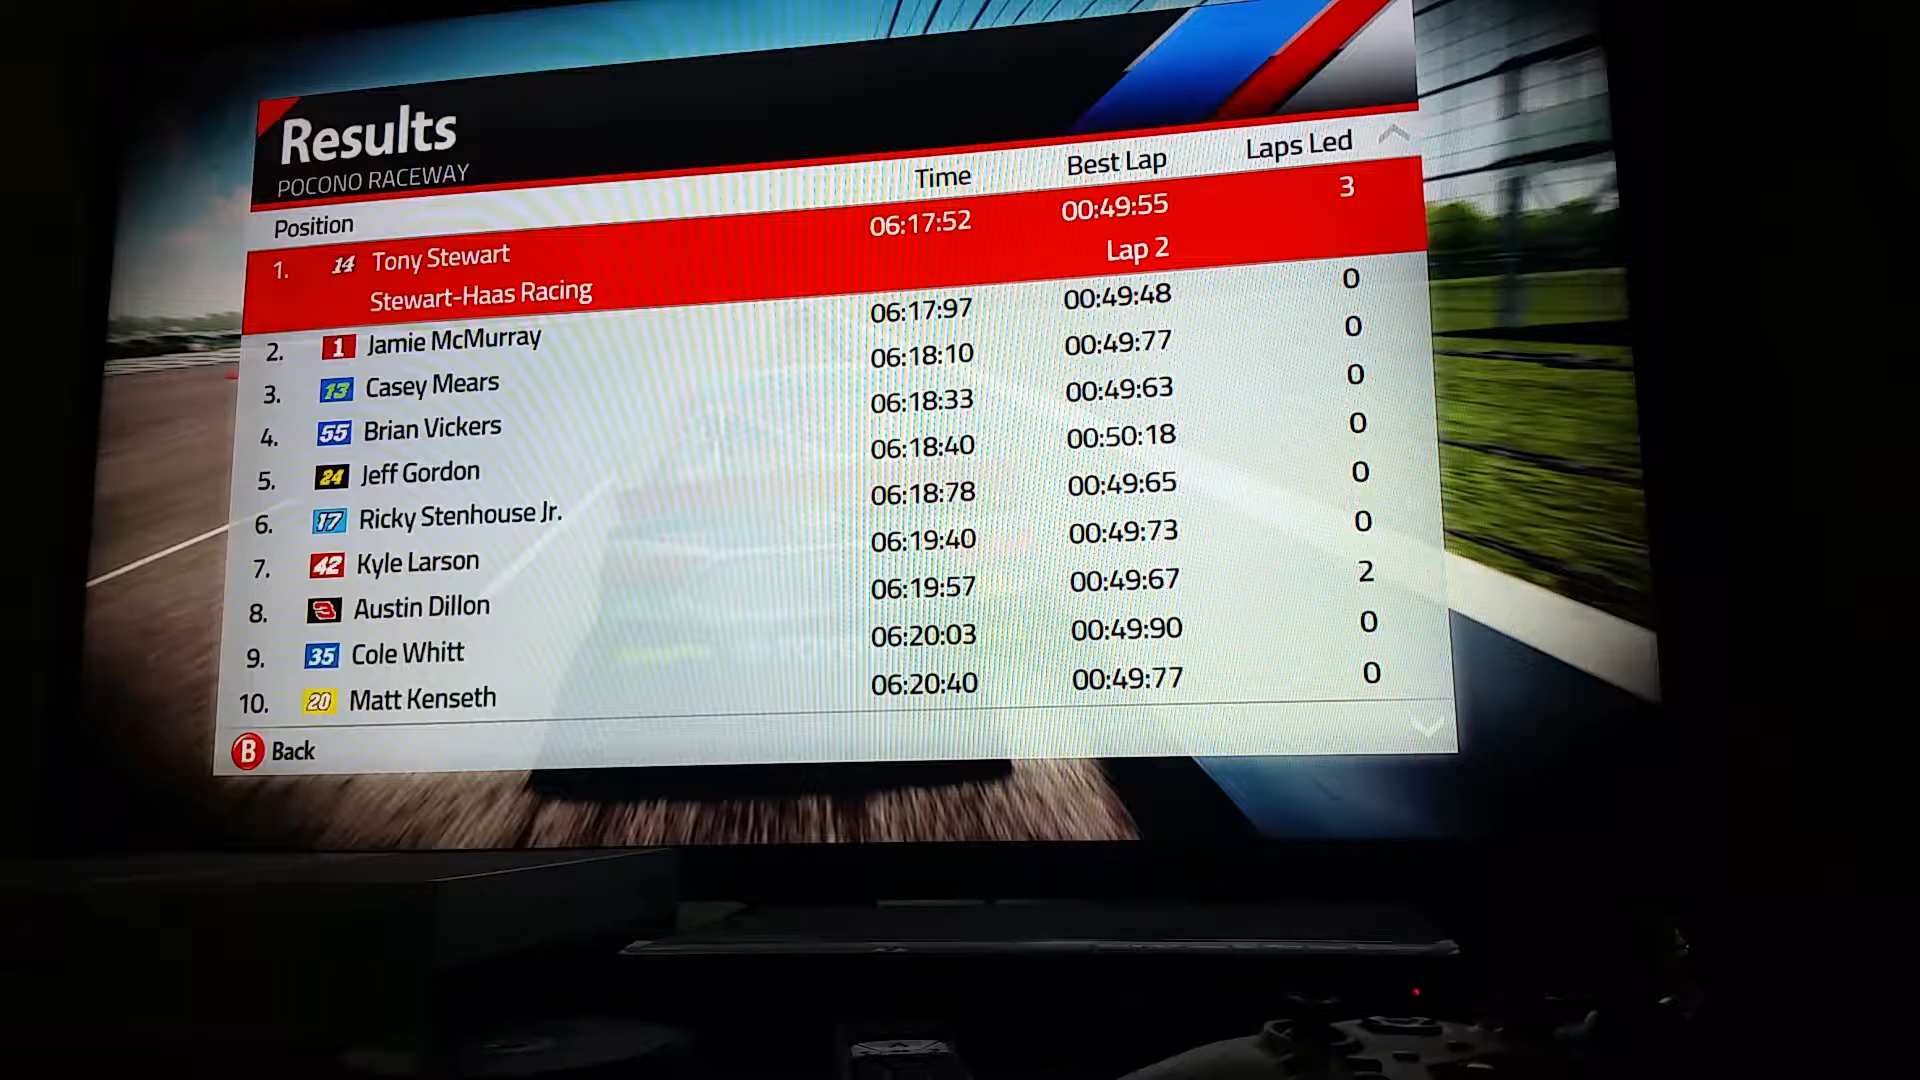 Results
POCONO RACEWAY
Position Time Best Lap Laps Led
1. 14 Tony Stewart 06:17:52 00:49:55 3
Stewart-Haas Racing Lap 2
2. 1 Jamie McMurray 06:17:97 00:49:48 0
3. 13 Casey Mears 06:18:10 00:49:77 0
4. 55 Brian Vickers 06:18:33 00:49:63 0
5. 24 Jeff Gordon 06:18:40 00:50:18 0
6. 17 Ricky Stenhouse Jr. 06:18:78 00:49:65 0
7. 42 Kyle Larson 06:19:40 00:49:73 0
8. 3 Austin Dillon 06:19:57 00:49:67 2
9. 35 Cole Whitt 06:20:03 00:49:90 0
10. 20 Matt Kenseth 06:20:40 00:49:77 0
B Back